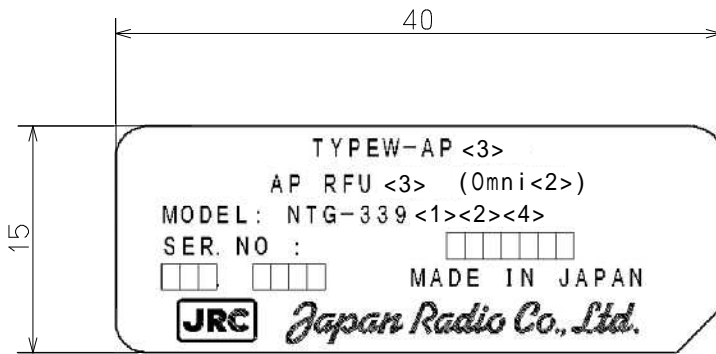 40
15
TYPEW-AP <3>
AP RFU <3> (Omni<2>)
MODEL: NTG-339 <1><2><4>
SER. NO :
MADE IN JAPAN
JRC Japan Radio Co., Ltd.